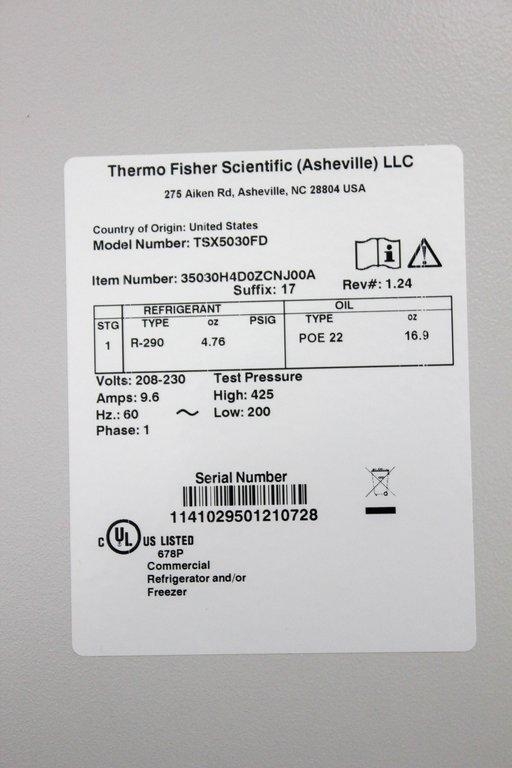 Thermo Fisher Scientific (Asheville) LLC
275 Aiken Rd, Asheville, NC 28804 USA
Country of Origin: United States
Model Number: TSX5030FD
Item Number: 35030H4D0ZCNJ00A
Suffix: 17 Rev#: 1.24
REFRIGERANT OIL
STG TYPE oz PSIG TYPE oz
1 R-290 4.76 POE 22 16.9
Volts: 208-230 Test Pressure
Amps: 9.6 High: 425
Hz.: 60 ~ Low: 200
Phase: 1
Serial Number
1141029501210728
C UL US LISTED
678P
Commercial
Refrigerator and/or
Freezer